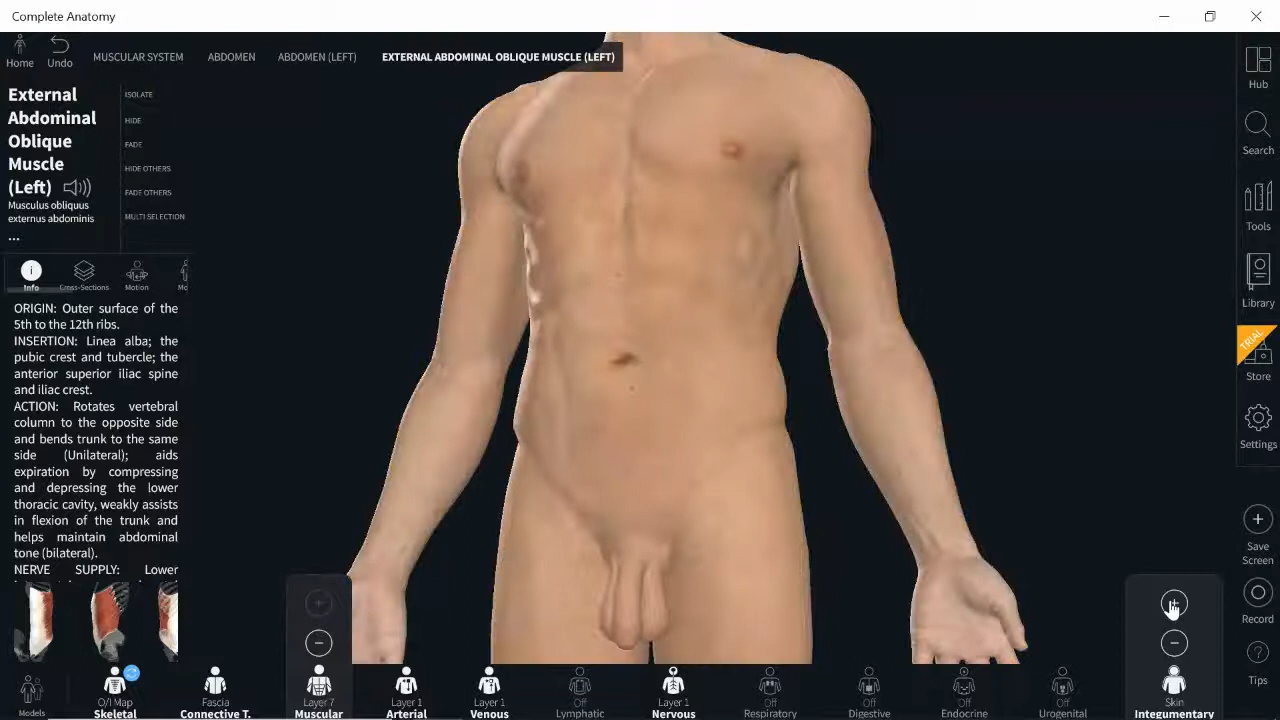 Complete Anatomy
Home
Undo
MUSCULAR SYSTEM
ABDOMEN
ABDOMEN (LEFT)
EXTERNAL ABDOMINAL OBLIQUE MUSCLE (LEFT)
External
Abdominal
Oblique
Muscle
(Left)
Musculus obliquus
externus abdominis
...
ISOLATE
HIDE
FADE
HIDE OTHERS
FADE OTHERS
MULTI SELECTION
Info
Cross-Sections
Motion
Mo
ORIGIN: Outer surface of the
5th to the 12th ribs.
INSERTION: Linea alba; the
pubic crest and tubercle; the
anterior superior iliac spine
and iliac crest.
ACTION: Rotates vertebral
column to the opposite side
and bends trunk to the same
side (Unilateral); aids
expiration by compressing
and depressing the lower
thoracic cavity, weakly assists
in flexion of the trunk and
helps maintain abdominal
tone (bilateral).
NERVE SUPPLY: Lower
Hub
Search
Tools
Library
TRIAL
Store
Settings
Save
Screen
Record
Tips
Models
O/I Map
Skeletal
Fascia
Connective T.
Layer 7
Muscular
Layer 1
Arterial
Layer 1
Venous
Off
Lymphatic
Layer 1
Nervous
Off
Respiratory
Off
Digestive
Off
Endocrine
Off
Urogenital
Skin
Integumentary